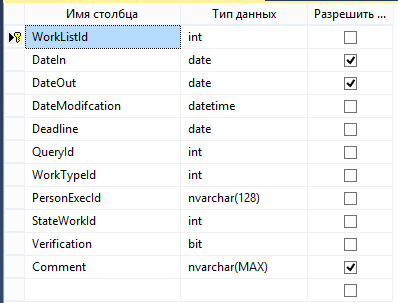 Имя столбца Тип данных Разрешить ...
WorkListId int
DateIn date
DateOut date
DateModifcation datetime
Deadline date
QueryId int
WorkTypeId int
PersonExecId nvarchar(128)
StateWorkId int
Verification bit
Comment nvarchar(MAX)